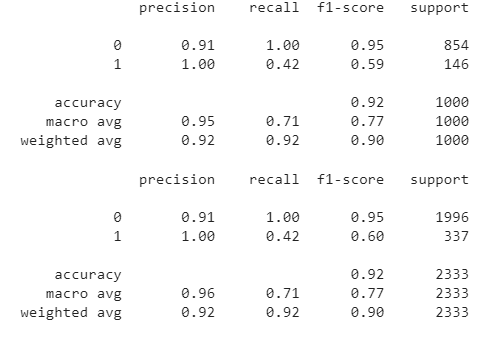 precision recall f1-score support
0 0.91 1.00 0.95 854
1 1.00 0.42 0.59 146
accuracy 0.92 1000
macro avg 0.95 0.71 0.77 1000
weighted avg 0.92 0.92 0.90 1000
precision recall f1-score support
0 0.91 1.00 0.95 1996
1 1.00 0.42 0.60 337
accuracy 0.92 2333
macro avg 0.96 0.71 0.77 2333
weighted avg 0.92 0.92 0.90 2333